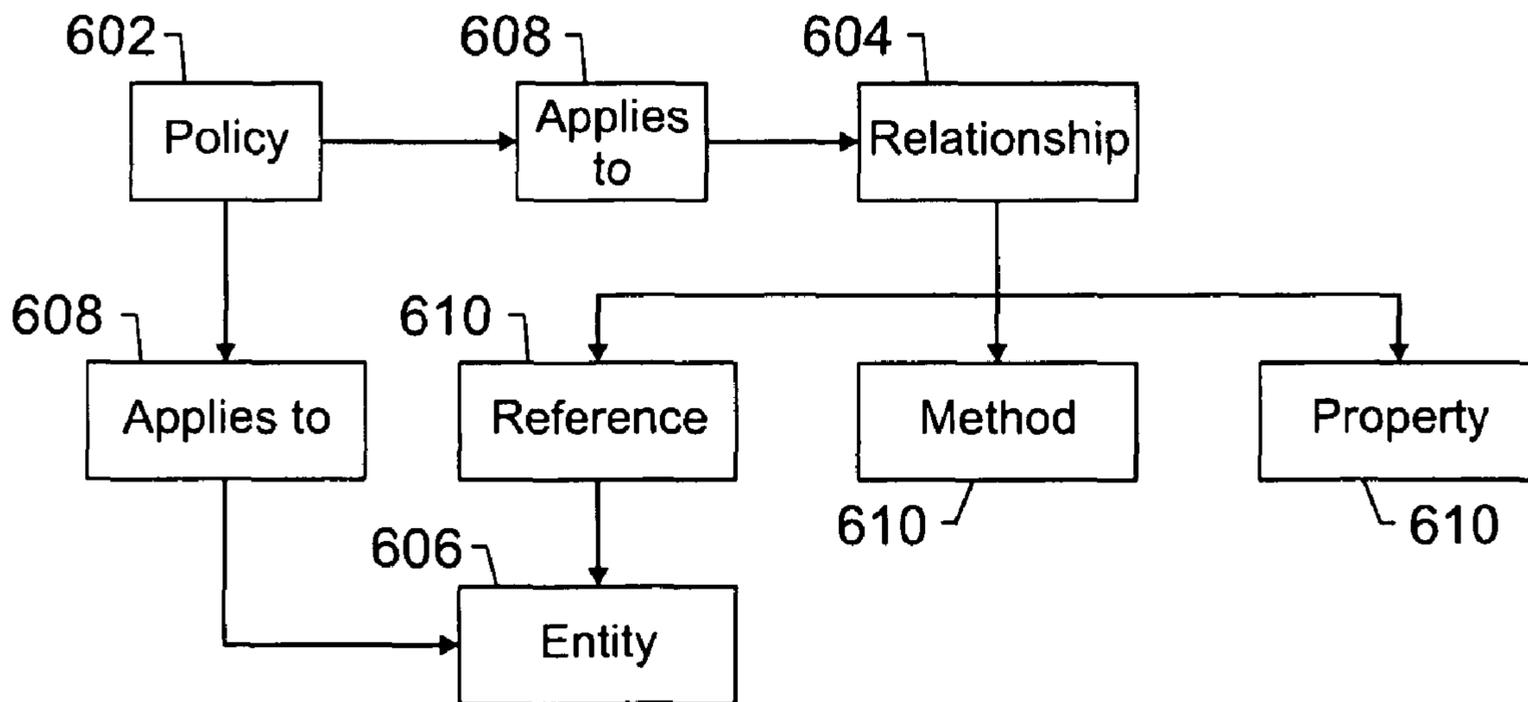 602
608
604
Policy
Applies
to
Relationship
608
610
Applies to
Reference
Method
Property
606
610
610
Entity